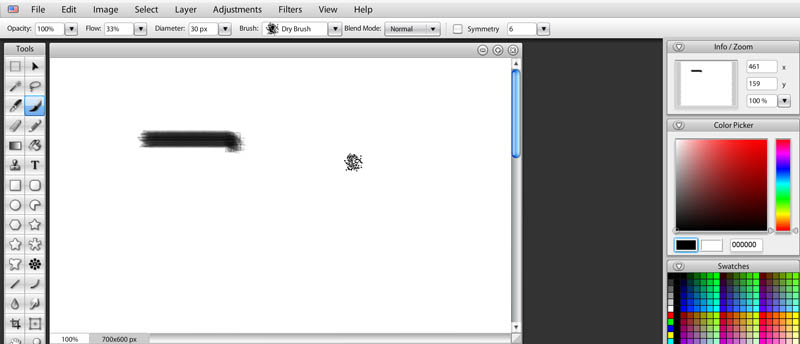 File Edit Image Select Layer Adjustments Filters View Help
Opacity: 100% Flow: 33% Diameter: 30 px Brush: Dry Brush Blend Mode: Normal Symmetry 6
Tools
T
100% 700x600 px
Info / Zoom
461 x
159 y
100 %
Color Picker
000000
Swatches